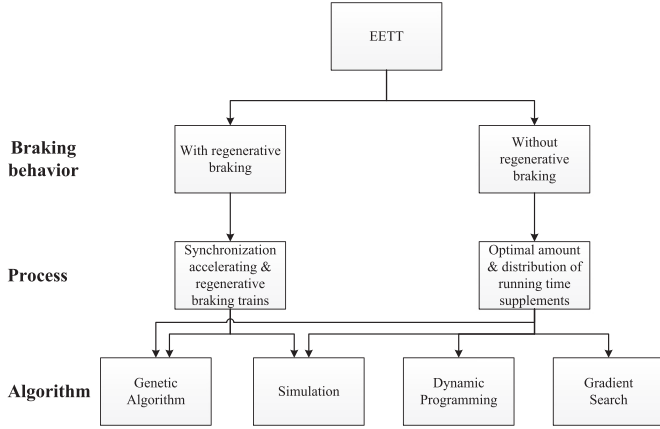 EETT
Braking
behavior
With regenerative
braking
Without
regenerative
braking
Process
Synchronization
accelerating &
regenerative
braking trains
Optimal amount
& distribution of
running time
supplements
Algorithm
Genetic
Algorithm
Simulation
Dynamic
Programming
Gradient
Search